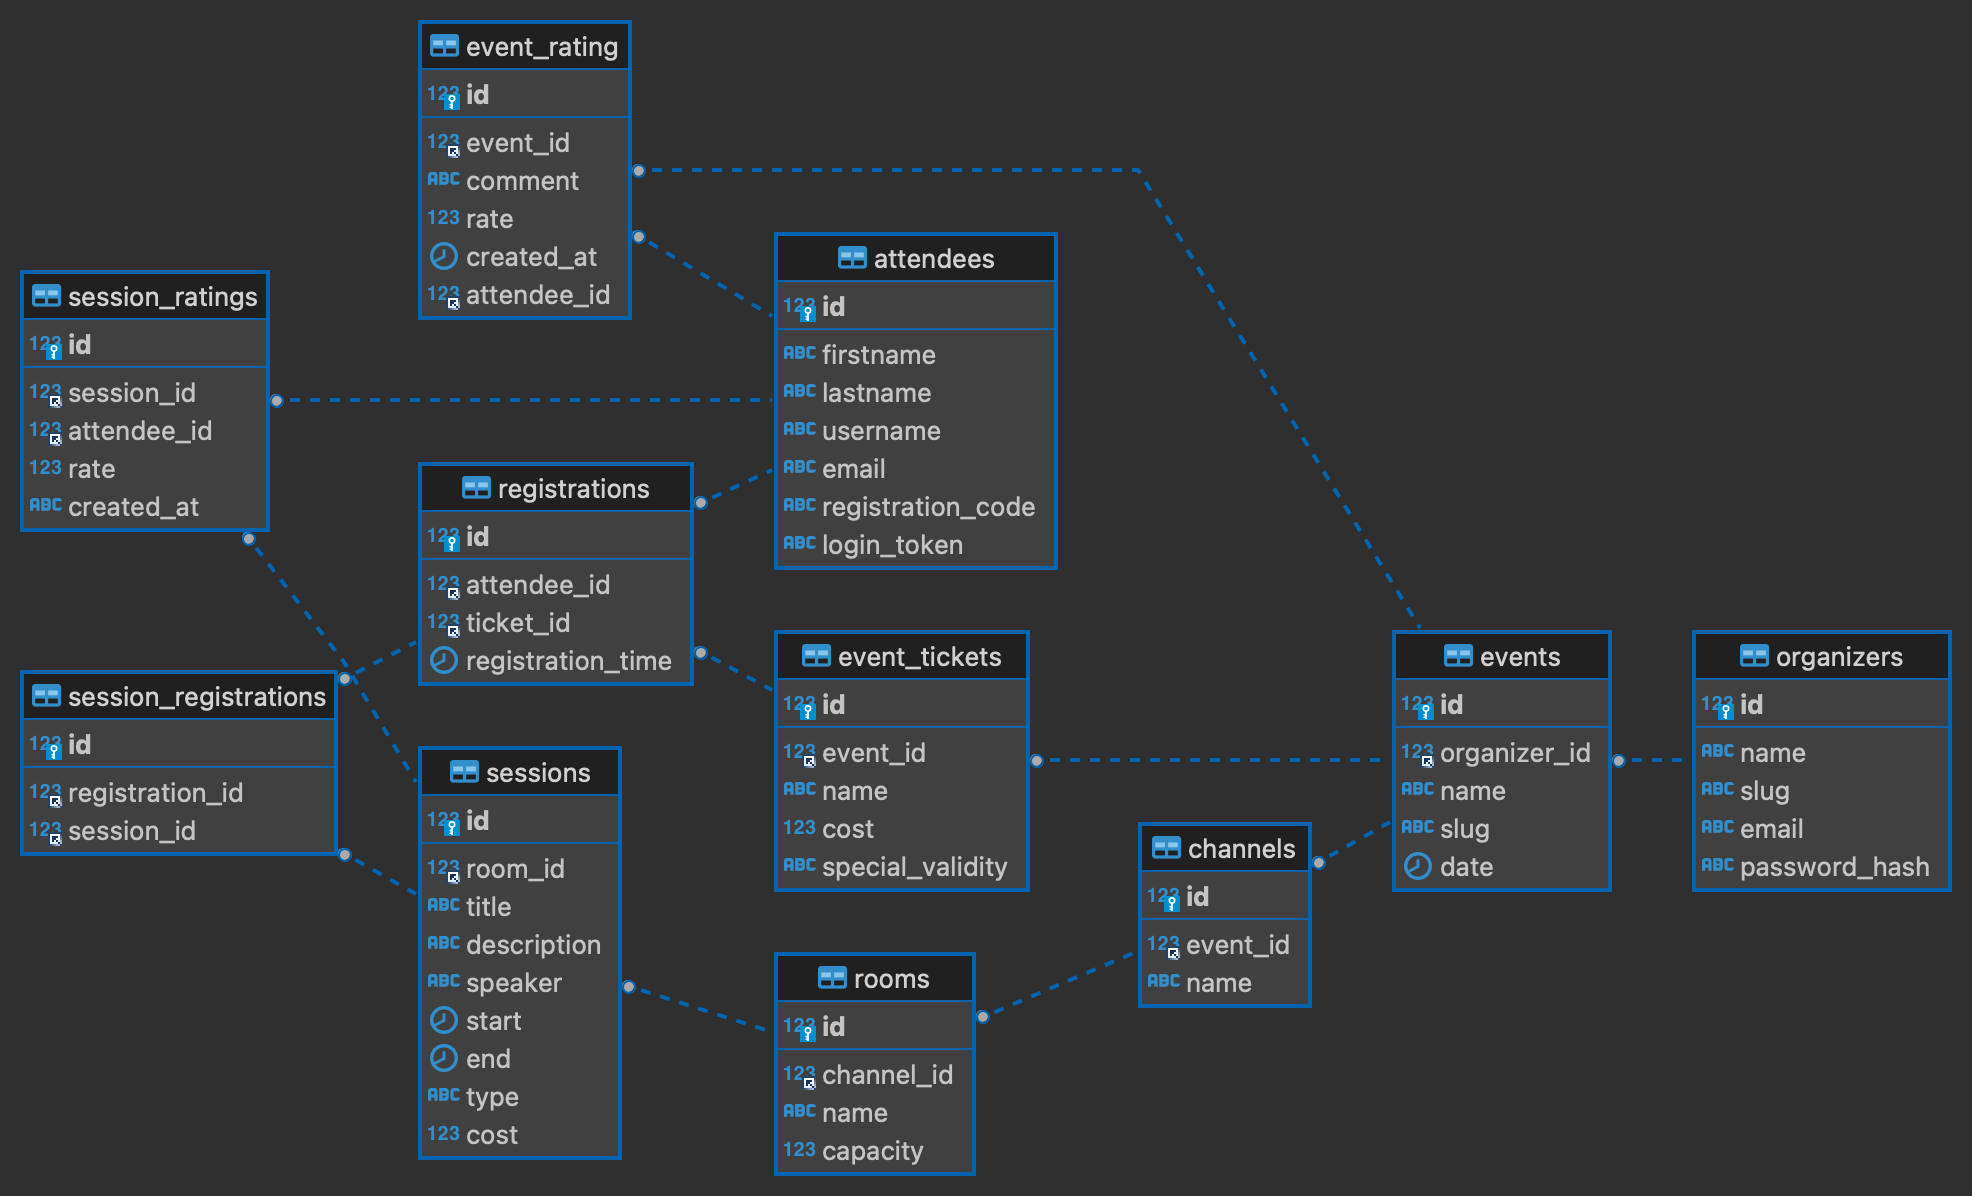 event_rating
123 id
123 event_id
ABC comment
123 rate
created_at
123 attendee_id
attendees
123 id
ABC firstname
ABC lastname
ABC username
ABC email
ABC registration_code
ABC login_token
session_ratings
123 id
123 session_id
123 attendee_id
123 rate
ABC created_at
registrations
123 id
123 attendee_id
123 ticket_id
registration_time
session_registrations
123 id
123 registration_id
123 session_id
sessions
123 id
123 room_id
ABC title
ABC description
ABC speaker
start
end
ABC type
123 cost
event_tickets
123 id
123 event_id
ABC name
123 cost
ABC special_validity
rooms
123 id
123 channel_id
ABC name
123 capacity
channels
123 id
123 event_id
ABC name
events
123 id
123 organizer_id
ABC name
ABC slug
date
organizers
123 id
ABC name
ABC slug
ABC email
ABC password_hash